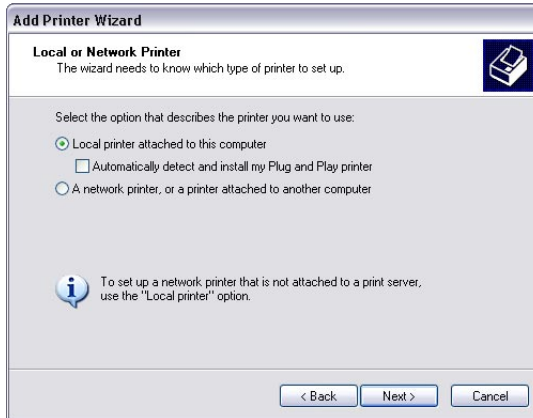 Add Printer Wizard
Local or Network Printer
The wizard needs to know which type of printer to set up.
Select the option that describes the printer you want to use:
Local printer attached to this computer
Automatically detect and install my Plug and Play printer
A network printer, or a printer attached to another computer
To set up a network printer that is not attached to a print server,
use the "Local printer" option.
< Back
Next >
Cancel